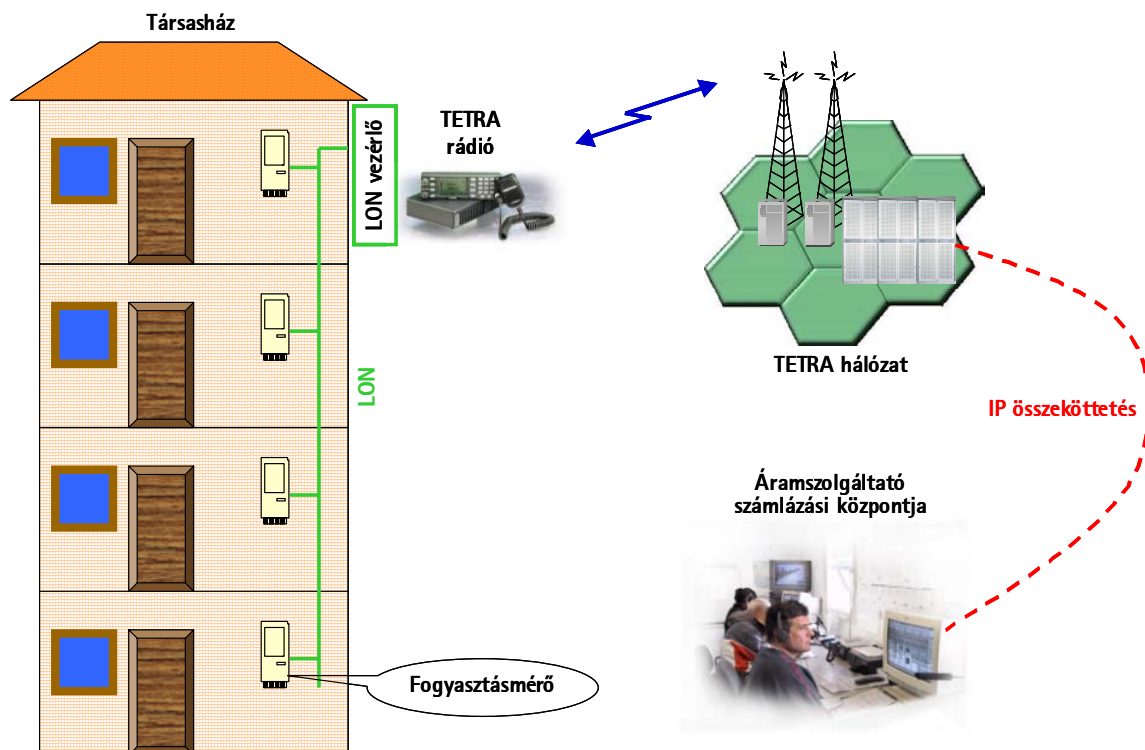 Társasház
LON vezérlő
TETRA
rádió
TETRA hálózat
LON
IP összeköttetés
Áramszolgáltató
számlázási központja
Fogyasztásmérő